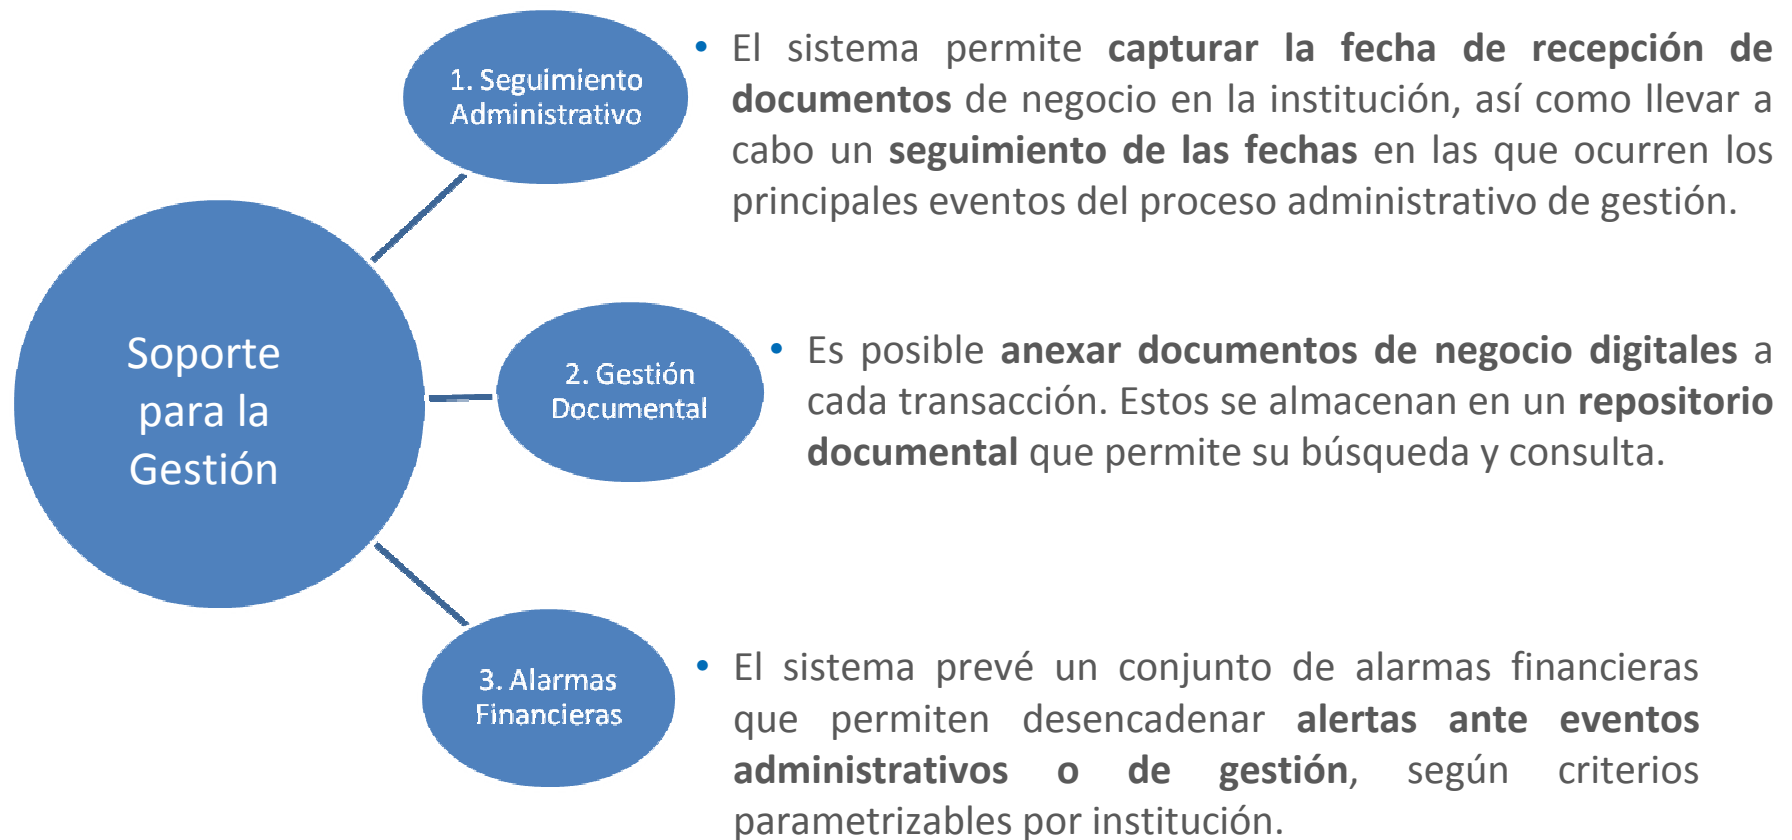 Soporte
para la
Gestión
1. Seguimiento
Administrativo
• El sistema permite capturar la fecha de recepción de
documentos de negocio en la institución, así como llevar a
cabo un seguimiento de las fechas en las que ocurren los
principales eventos del proceso administrativo de gestión.
2. Gestión
Documental
• Es posible anexar documentos de negocio digitales a
cada transacción. Estos se almacenan en un repositorio
documental que permite su búsqueda y consulta.
3. Alarmas
Financieras
• El sistema prevé un conjunto de alarmas financieras
que permiten desencadenar alertas ante eventos
administrativos o de gestión, según criterios
parametrizables por institución.